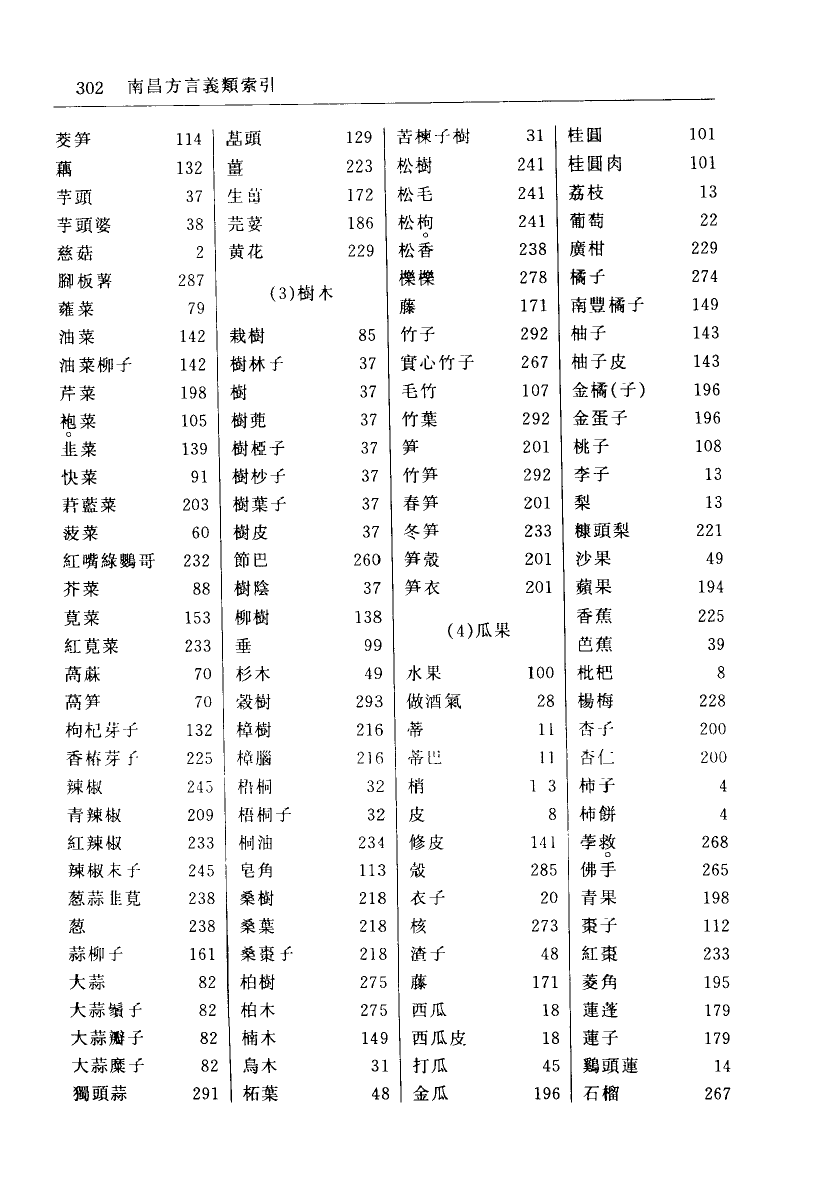 302 南昌方言義類索引
茭笋 114
藕 132
芋頭 37
芋頭婆 38
慈菇 2
腳板薯 287
蕹菜 79
油菜 142
油菜柳子 142
芹菜 198
袍菜 105
韭菜 139
快菜 91
菾藍菜 203
菠菜 60
紅嘴綠鸚哥 232
芥菜 88
莧菜 153
紅莧菜 233
萵蔴 70
萵笋 70
枸杞芽子 132
香椿芽子 225
辣椒 245
青辣椒 209
紅辣椒 233
辣椒末子 245
葱蒜韭莧 238
葱 238
蒜柳子 161
大蒜 82
大蒜鬚子 82
大蒜瓣子 82
大蒜糜子 82
獨頭蒜 291
藠頭 129
薑 223
生薑 172
芫荽 186
黄花 229
(3)樹木
栽樹 85
樹林子 37
樹 37
樹蔸 37
樹椏子 37
樹杪子 37
樹葉子 37
樹皮 37
節巴 260
樹陰 37
柳樹 138
垂 99
杉木 49
穀樹 293
樟樹 216
樟腦 216
梧桐 32
梧桐子 32
桐油 234
皂角 113
桑樹 218
桑葉 218
桑棗子 218
柏樹 275
柏木 275
楠木 149
烏木 31
柘葉 48
苦楝子樹 31
松樹 241
松毛 241
松枸 241
松香 238
櫟櫟 278
藤 171
竹子 292
實心竹子 267
毛竹 107
竹葉 292
笋 201
竹笋 292
春笋 201
冬笋 233
笋殼 201
笋衣 201
(4)瓜果
水果 100
做酒氣 28
蒂 11
蒂巴 11
梢 1 3
皮 8
修皮 141
殼 285
衣子 20
核 273
渣子 48
藤 171
西瓜 18
西瓜皮 18
打瓜 45
金瓜 196
桂圓 101
桂圓肉 101
荔枝 13
葡萄 22
廣柑 229
橘子 274
南豐橘子 149
柚子 143
柚子皮 143
金橘(子) 196
金蛋子 196
桃子 108
李子 13
梨 13
糠頭梨 221
沙果 49
蘋果 194
香蕉 225
芭蕉 39
枇杷 8
楊梅 228
杏子 200
杏仁 200
柿子 4
柿餅 4
荸救 268
佛手 265
青果 198
棗子 112
紅棗 233
菱角 195
蓮蓬 179
蓮子 179
鷄頭蓮 14
石榴 267